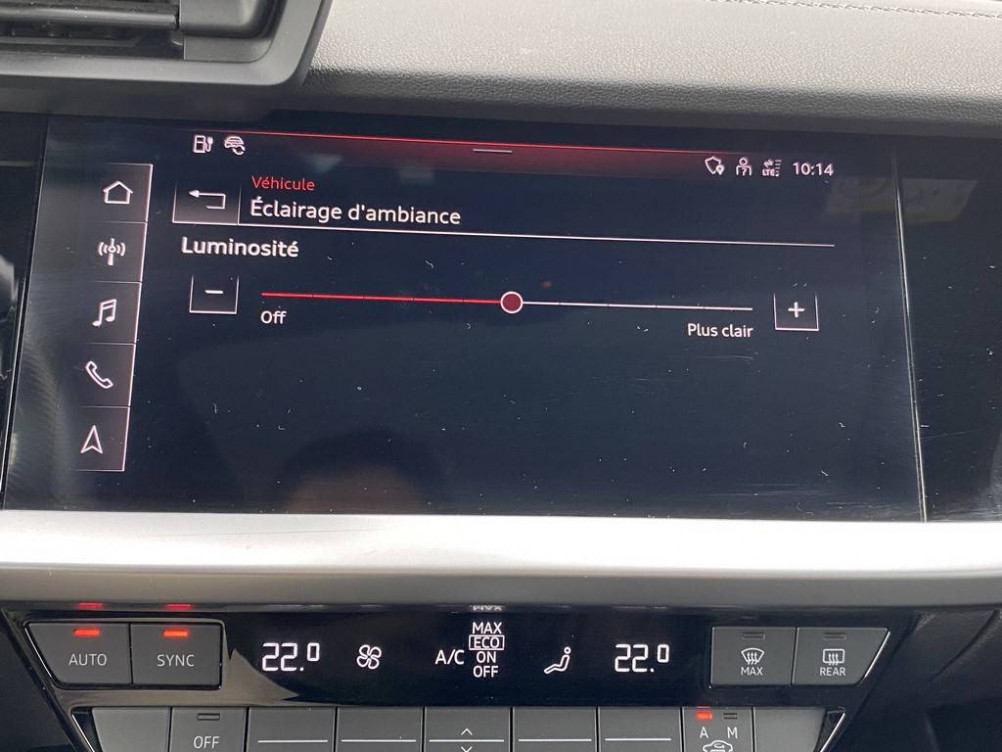 10:14
Véhicule
Éclairage d'ambiance
Luminosité
Off
Plus clair
AUTO
SYNC
22.0
A/C
MAX
ECO
ON
OFF
22.0
MAX
REAR
OFF
A M